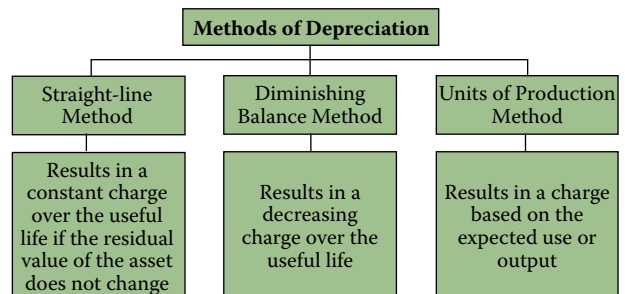 Methods of Depreciation
Straight-line
Method
Diminishing
Balance Method
Units of Production
Method
Results in a
constant charge
over the useful
life if the residual
value of the asset
does not change
Results in a
decreasing
charge over the
useful life
Results in a charge
based on the
expected use or
output